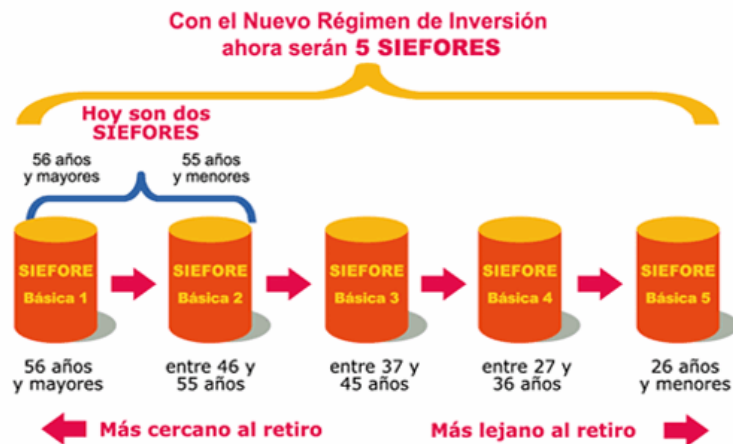 Con el Nuevo Régimen de Inversión
ahora serán 5 SIEFORES
Hoy son dos
SIEFORES
56 años
y mayores
55 años
y menores
SIEFORE
Básica 1
SIEFORE
Básica 2
SIEFORE
Básica 3
SIEFORE
Básica 4
SIEFORE
Básica 5
56 años
y mayores
entre 46 y
55 años
entre 37 y
45 años
entre 27 y
36 años
26 años
y menores
Más cercano al retiro
Más lejano al retiro